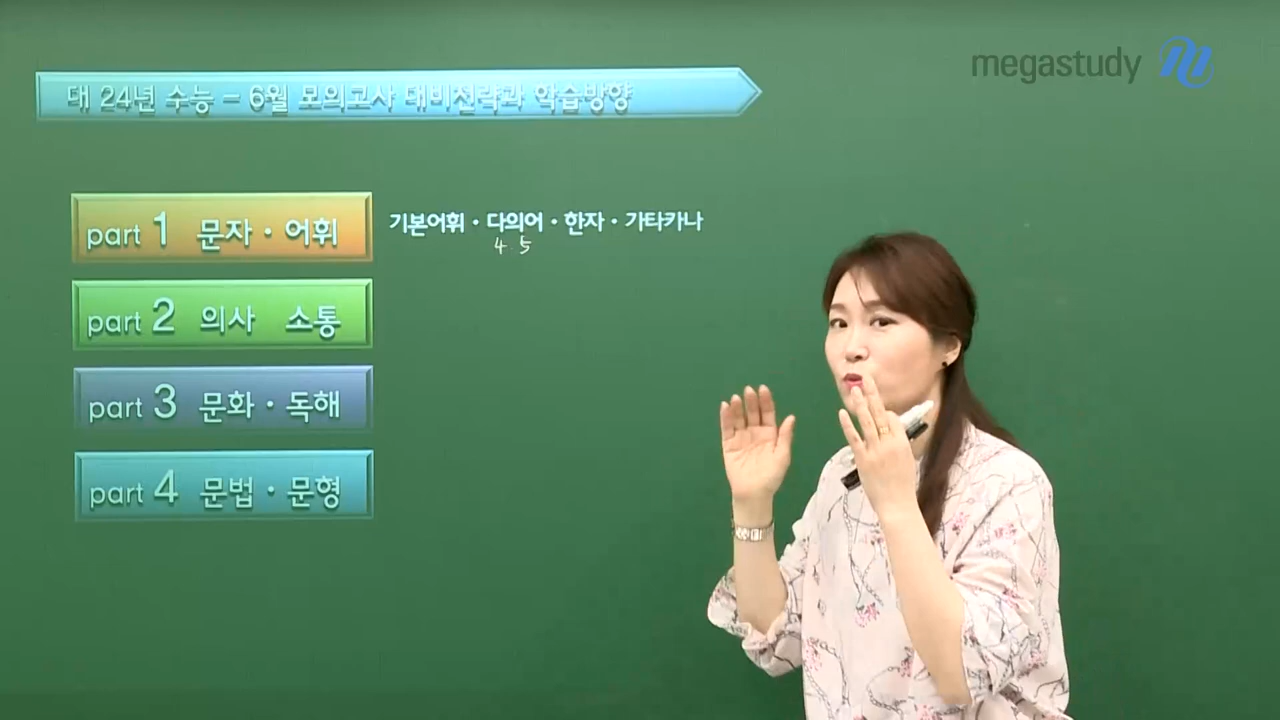 megastudy
대 24년 수능 - 6월 모의고사 대비전략과 학습방향
part 1 문자 · 어휘
기본어휘 · 다의어 · 한자 · 가타카나
4. 5
part 2 의사 소통
part 3 문화 · 독해
part 4 문법 · 문형